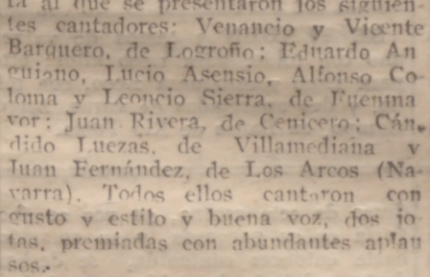 ta al que se presentaron los siguien-
tes cantadores: Venancio y Vicente
Barquero, de Logroño; Eduardo An
guiano, Lucio Asensio, Alfonso Co-
loma y Leoncio Sierra, de Fuenma
yor; Juan Rivera, de Cenicero; Cán-
dido Luezas, de Villamediana y
Juan Fernández, de Los Arcos (Na-
varra). Todos ellos cantaron con
gusto y estilo y buena voz, dos jo-
tas, premiadas con abundantes aplau
sos.-